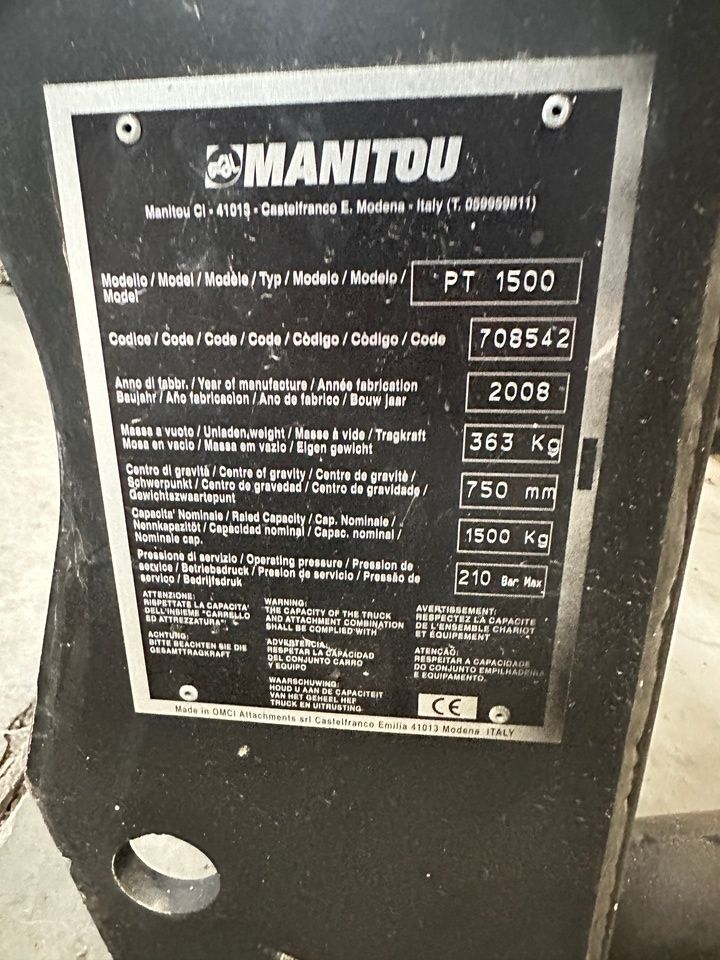 MANITOU
Manitou CI - 41013 - Castelfranco E. Modena - Italy (T. 059959811)
Modello / Model / Modèle / Typ / Modelo / Modelo /
Model
PT 1500
Codice / Code / Code / Code / Código / Código / Code
708542
Anno di fabbr. / Year of manufacture / Année fabrication
Baujahr / Año fabricacion / Ano de fabrico / Bouw jaar
2008
Massa a vuoto / Unladen weight / Masse à vide / Tragkraft
Mosa en vacio / Massa em vazio / Eigen gewicht
363 Kg
Centro di gravità / Centre of gravity / Centre de gravité /
Schwerpunkt / Centro de gravedad / Centro de gravidade /
Gewichtszwaartepunt
750 mm
Capacita' Nominale / Rated Capacity / Cap. Nominale /
Nennkapazität / Capacidad nominal / Capac. nominal /
Nominale cap.
1500 Kg
Pressione di servizio / Operating pressure / Pression de
service / Betriebsdruck / Presion de servicio / Pressão de
serviço / Bedrijfsdruk
210 Bar Max
ATTENZIONE:
RISPETTATE LA CAPACITA'
DELL'INSIEME "CARRELLO
ED ATTREZZATURA"
ACHTUNG:
BITTE BEACHTEN SIE DIE
GESAMTTRAGKRAFT
WARNING:
THE CAPACITY OF THE TRUCK
AND ATTACHMENT COMBINATION
SHALL BE COMPLIED WITH
ADVERTENCIA:
RESPETAR LA CAPACIDAD
DEL CONJUNTO CARRO
Y EQUIPO
WAARSCHUWING:
HOUD U AAN DE CAPACITEIT
VAN HET GEHEEL HEF
TRUCK EN UITRUSTING
AVERTISSEMENT:
RESPECTEZ LA CAPACITE
DE L'ENSEMBLE CHARIOT
ET ÉQUIPEMENT
ATENCAO:
RESPEITAR A CAPACIDADE
DO CONJUNTO EMPILHADEIRA
E EQUIPAMENTO.
CE
Made in OMCI Attachments srl Castelfranco Emilia 41013 Modena ITALY